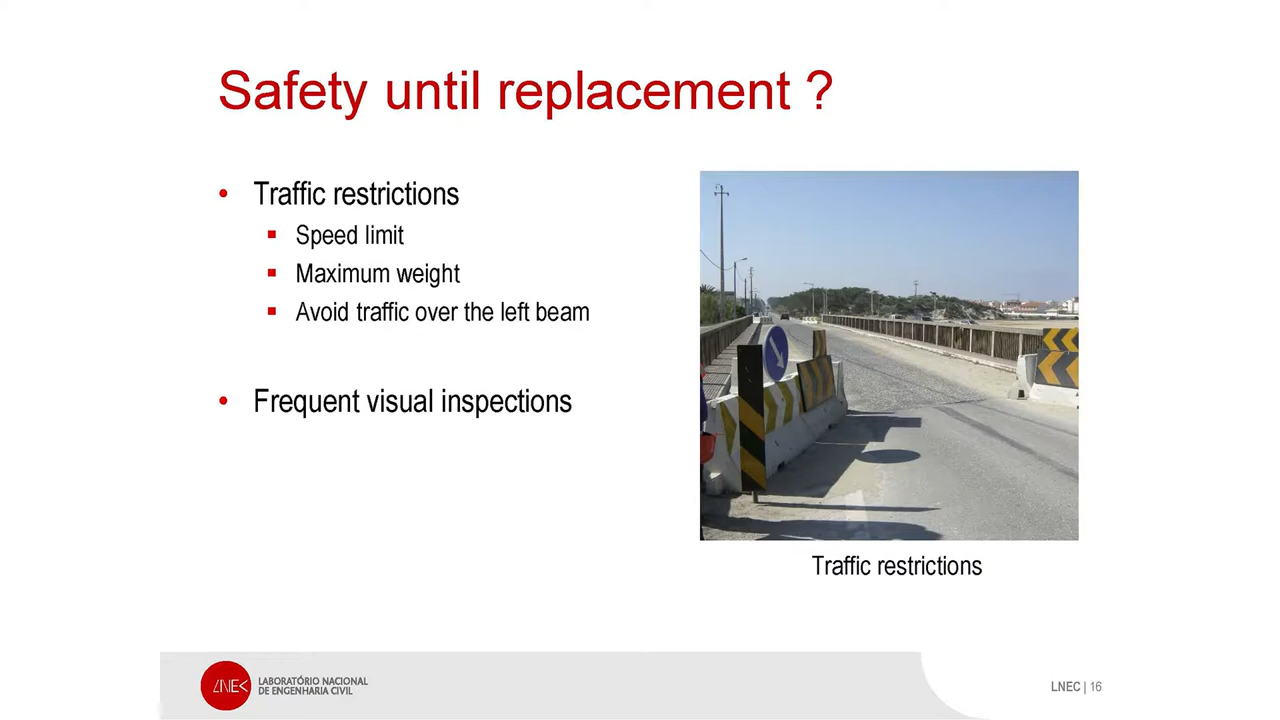 Safety until replacement ?
• Traffic restrictions
▪ Speed limit
▪ Maximum weight
▪ Avoid traffic over the left beam
• Frequent visual inspections
Traffic restrictions
LNEC
LABORATÓRIO NACIONAL
DE ENGENHARIA CIVIL
LNEC | 16